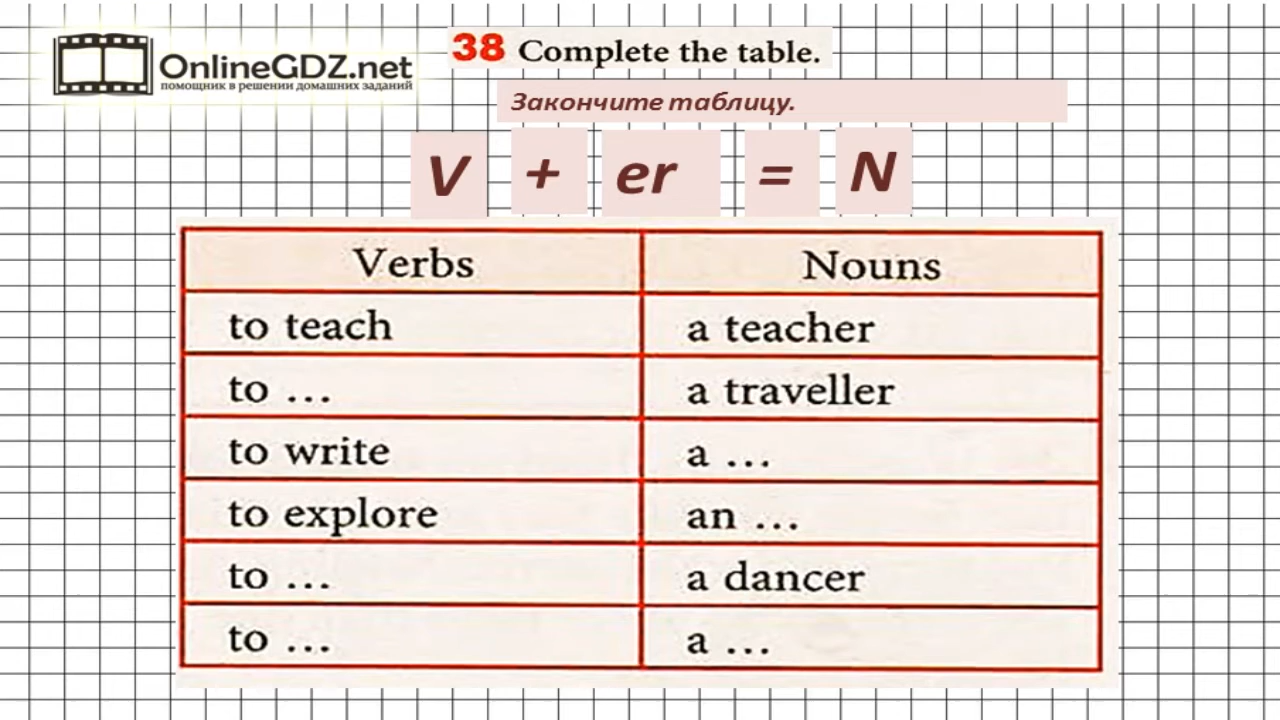 OnlineGDZ.net
помощник в решении домашних заданий
38 Complete the table.
Закончите таблицу.
V + er = N
Verbs Nouns
to teach a teacher
to ... a traveller
to write a ...
to explore an ...
to ... a dancer
to ... a ...